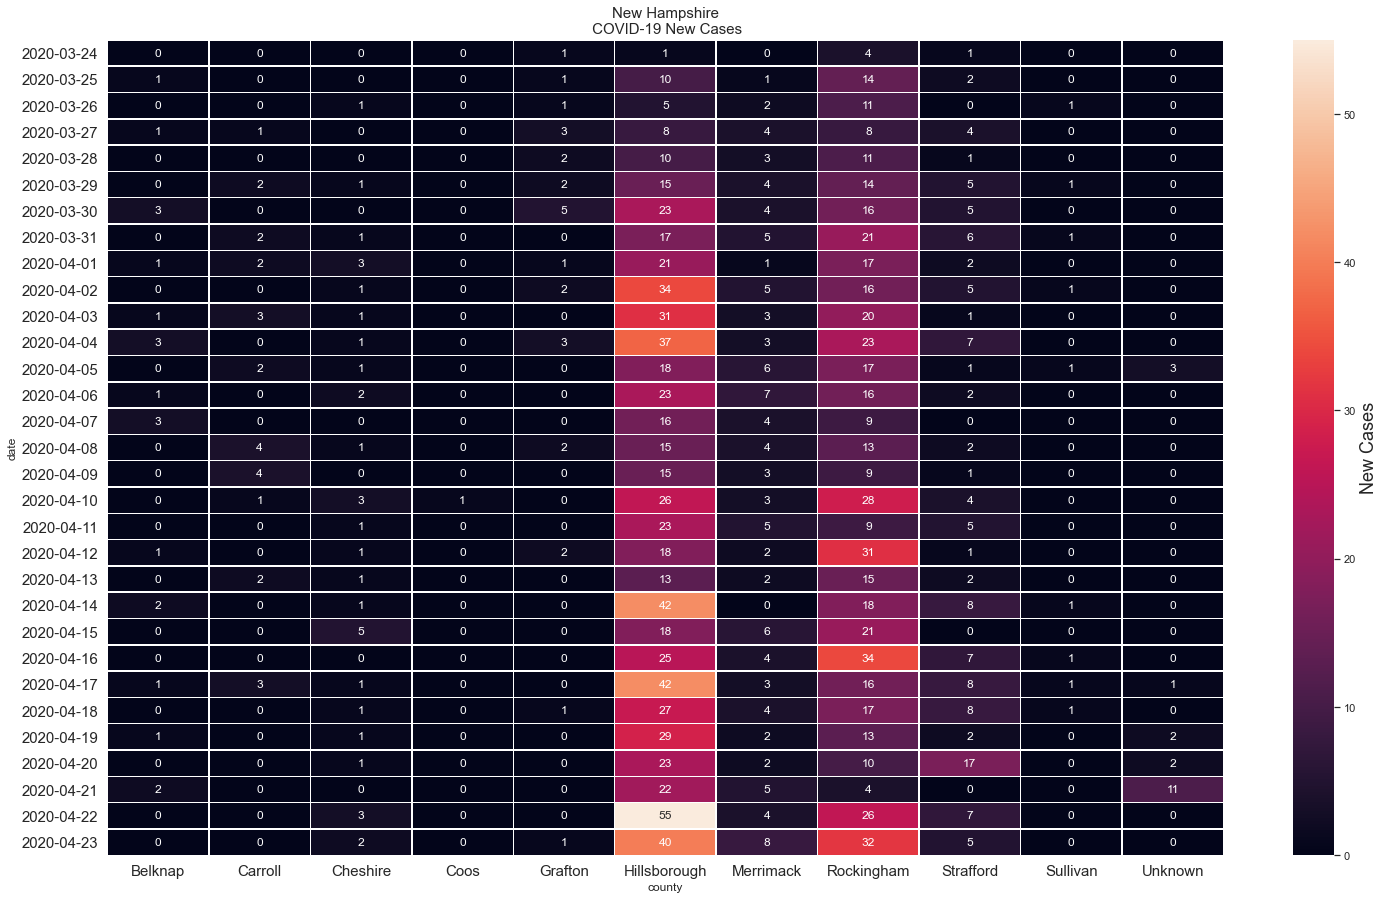 New Hampshire
COVID-19 New Cases
2020-03-24 0 0 0 0 1 1 0 4 1 0 0
2020-03-25 1 0 0 0 1 10 1 14 2 0 0
2020-03-26 0 0 1 0 1 5 2 11 0 1 0
2020-03-27 1 1 0 0 3 8 4 8 4 0 0
2020-03-28 0 0 0 0 2 10 3 11 1 0 0
2020-03-29 0 2 1 0 2 15 4 14 5 1 0
2020-03-30 3 0 0 0 5 23 4 16 5 0 0
2020-03-31 0 2 1 0 0 17 5 21 6 1 0
2020-04-01 1 2 3 0 1 21 1 17 2 0 0
2020-04-02 0 0 1 0 2 34 5 16 5 1 0
2020-04-03 1 3 1 0 0 31 3 20 1 0 0
2020-04-04 3 0 1 0 3 37 3 23 7 0 0
2020-04-05 0 2 1 0 0 18 6 17 1 1 3
2020-04-06 1 0 2 0 0 23 7 16 2 0 0
2020-04-07 3 0 0 0 0 16 4 9 0 0 0
2020-04-08 0 4 1 0 2 15 4 13 2 0 0
2020-04-09 0 4 0 0 0 15 3 9 1 0 0
2020-04-10 0 1 3 1 0 26 3 28 4 0 0
2020-04-11 0 0 1 0 0 23 5 9 5 0 0
2020-04-12 1 0 1 0 2 18 2 31 1 0 0
2020-04-13 0 2 1 0 0 13 2 15 2 0 0
2020-04-14 2 0 1 0 0 42 0 18 8 1 0
2020-04-15 0 0 5 0 0 18 6 21 0 0 0
2020-04-16 0 0 0 0 0 25 4 34 7 1 0
2020-04-17 1 3 1 0 0 42 3 16 8 1 1
2020-04-18 0 0 1 0 1 27 4 17 8 1 0
2020-04-19 1 0 1 0 0 29 2 13 2 0 2
2020-04-20 0 0 1 0 0 23 2 10 17 0 2
2020-04-21 2 0 0 0 0 22 5 4 0 0 11
2020-04-22 0 0 3 0 0 55 4 26 7 0 0
2020-04-23 0 0 2 0 1 40 8 32 5 0 0
Belknap Carroll Cheshire Coos Grafton Hillsborough Merrimack Rockingham Strafford Sullivan Unknown
county
date
50
40
30
20
10
0
New Cases